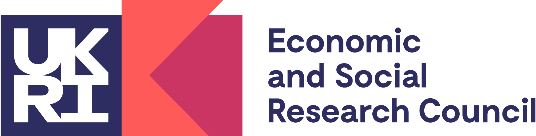 UK
RI
Economic
and Social
Research Council